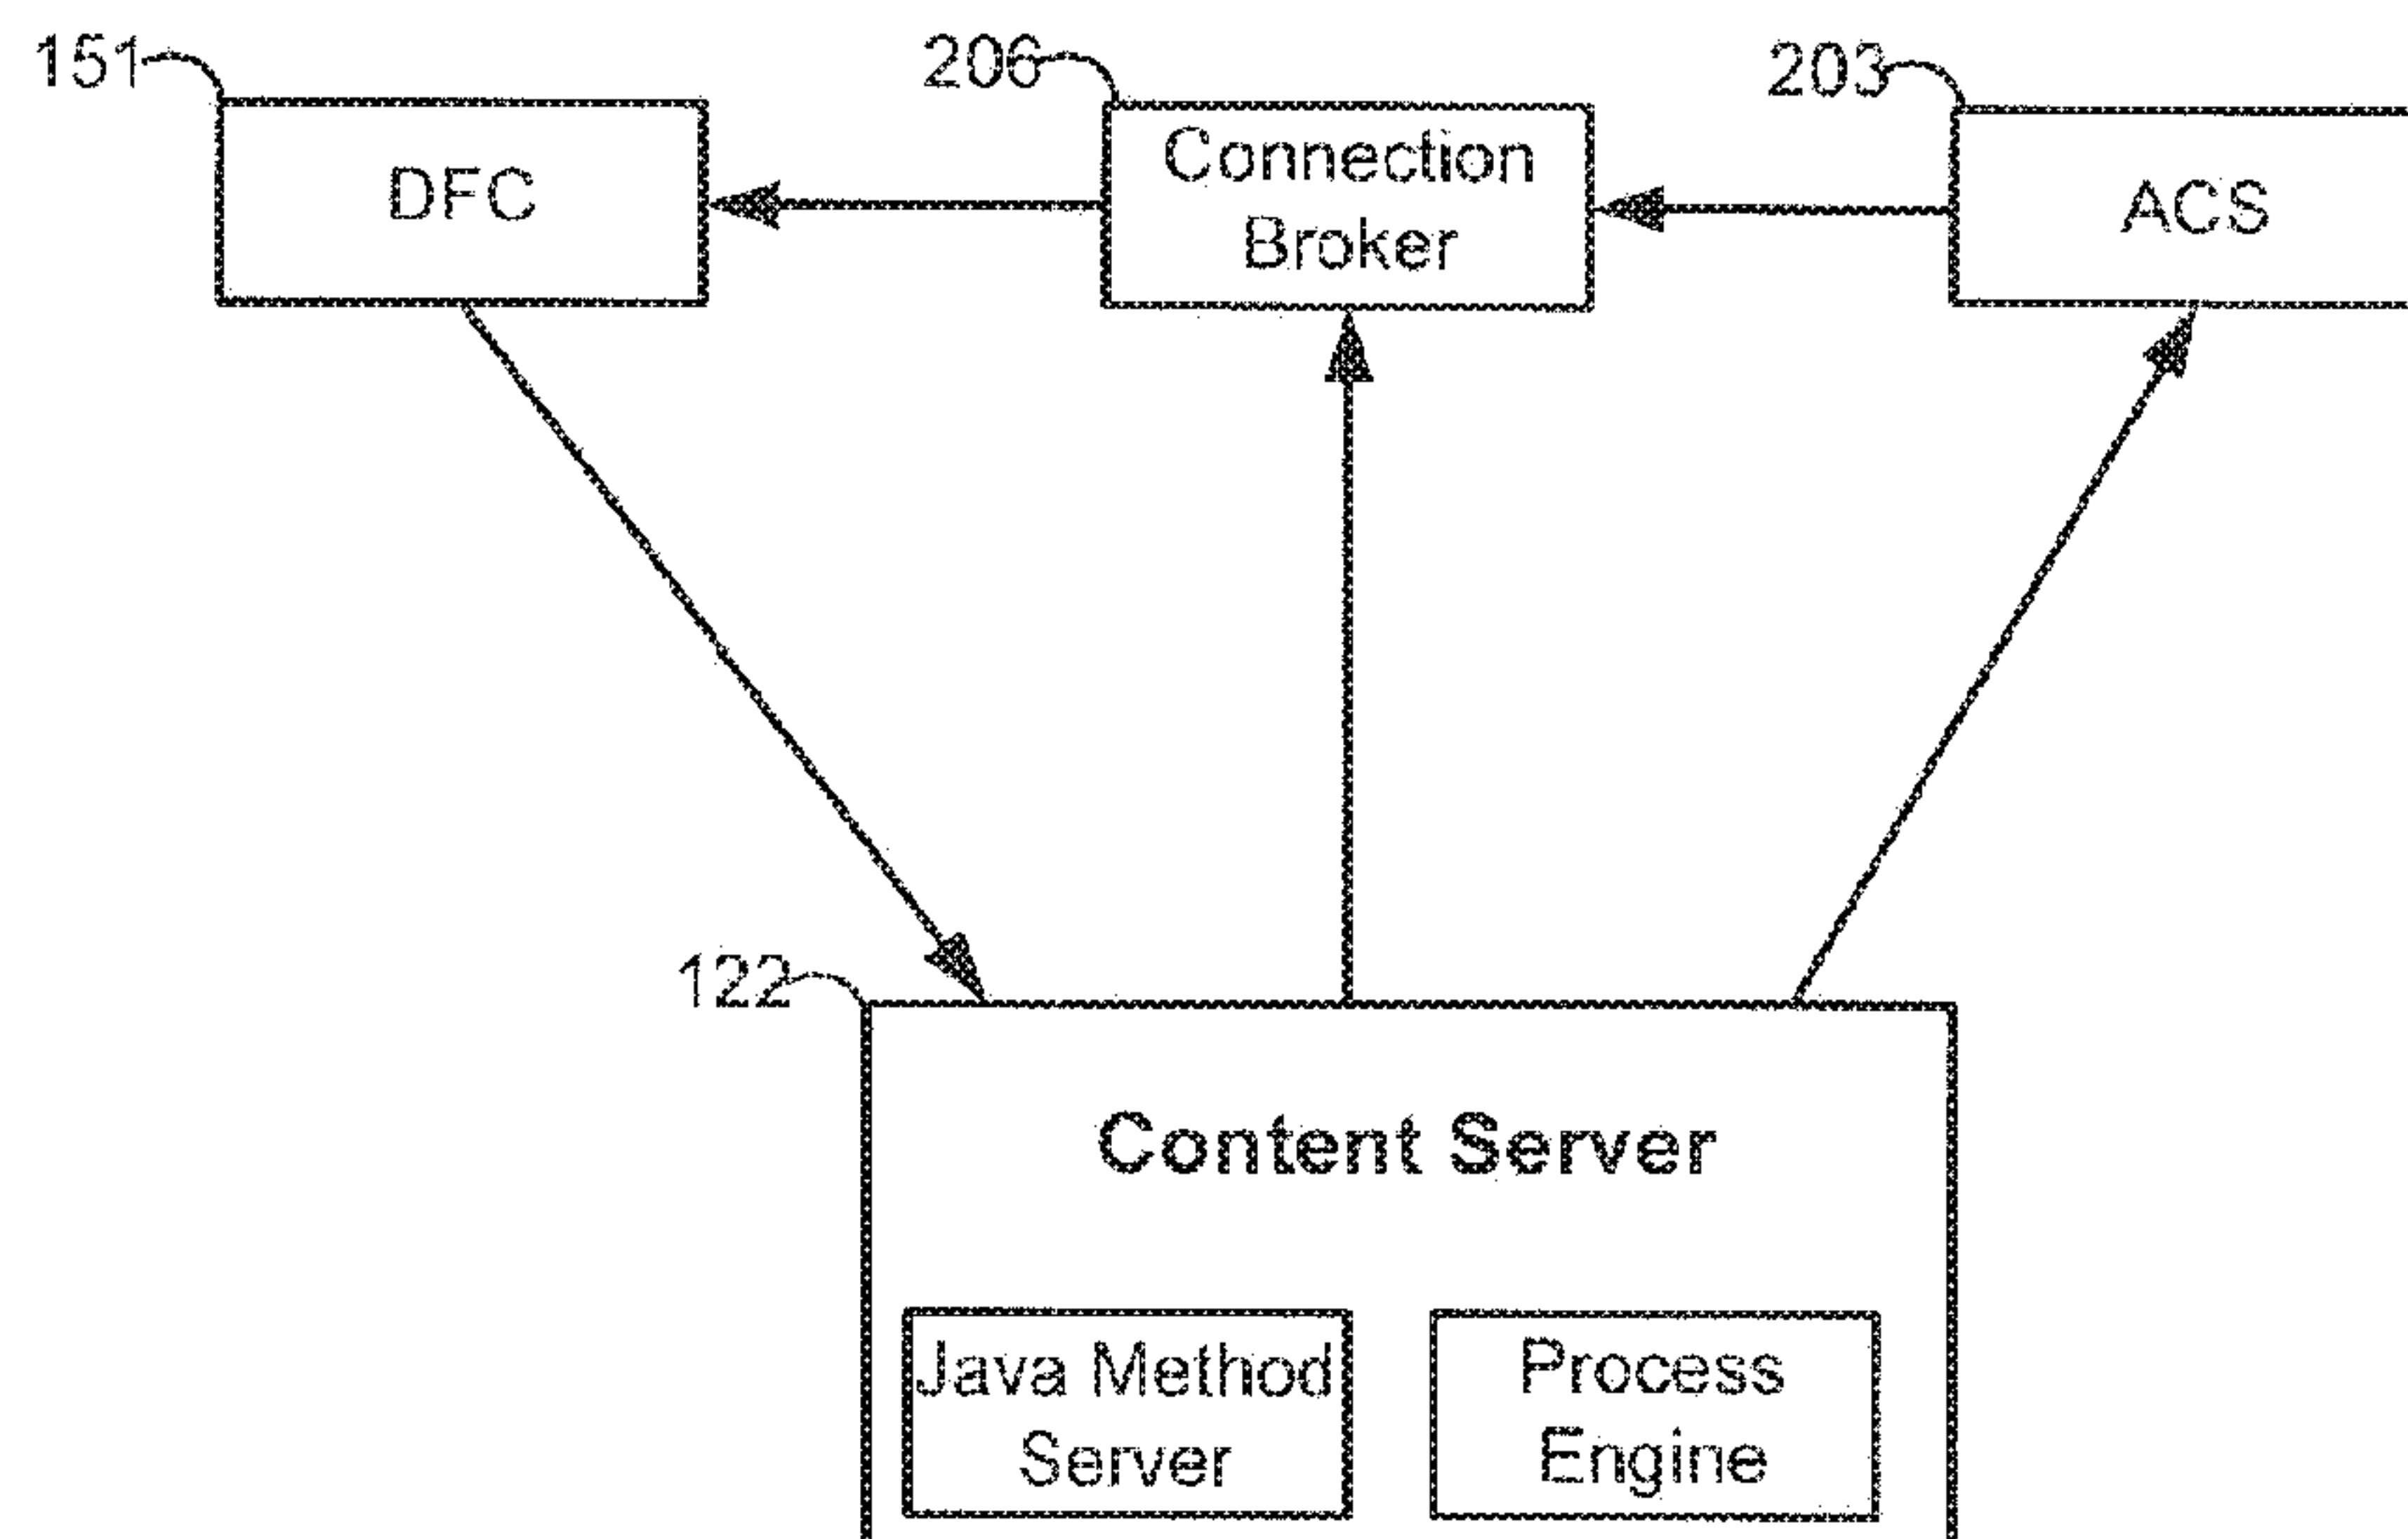 151
DFC
206
Connection
Broker
203
ACS
122
Content Server
Java Method
Server
Process
Engine